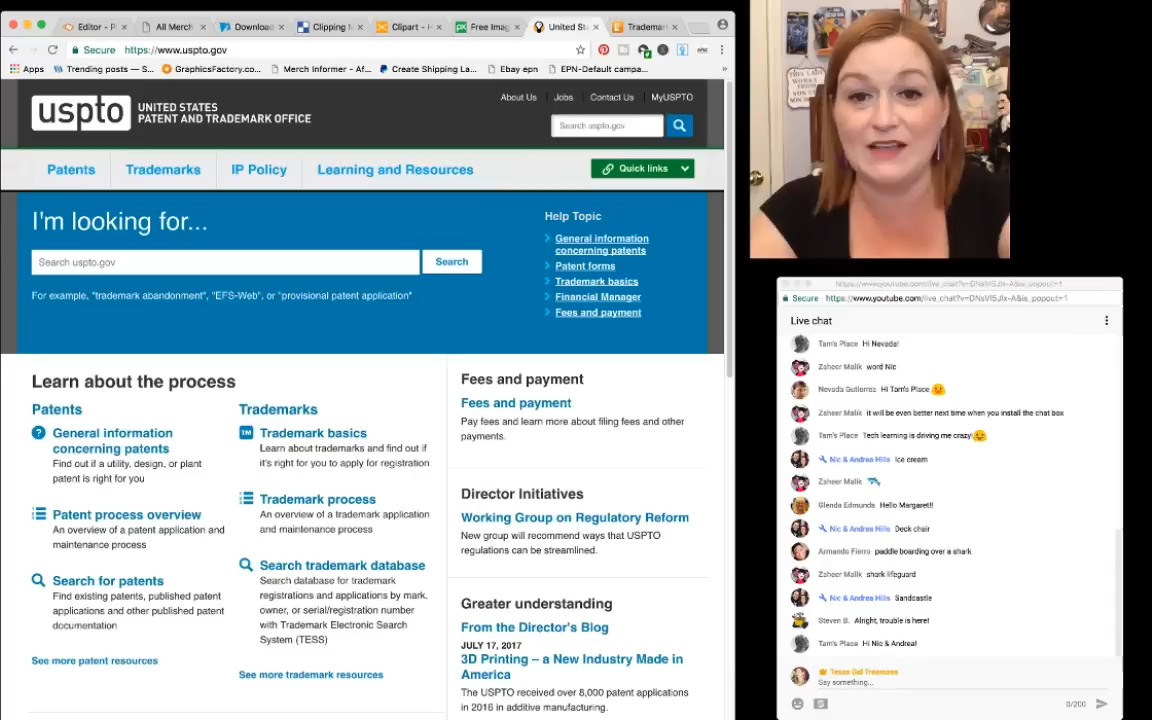 Editor - P
All Merch
Downloa
Clipping
Clipart -
Free Imag
United St
Tradema
Secure https://www.uspto.gov
Apps Trending posts — S... GraphicsFactory.co... Merch Informer - Af... Create Shipping La... Ebay epn EPN-Default campa... »
About Us Jobs Contact Us MyUSPTO
uspto UNITED STATES
PATENT AND TRADEMARK OFFICE
Search uspto.gov
Patents Trademarks IP Policy Learning and Resources Quick links
I'm looking for...
Search uspto.gov Search
For example, "trademark abandonment", "EFS-Web", or "provisional patent application"
Help Topic
General information
concerning patents
Patent forms
Trademark basics
Financial Manager
Fees and payment
Learn about the process
Patents
General information
concerning patents
Find out if a utility, design, or plant
patent is right for you
Patent process overview
An overview of a patent application and
maintenance process
Search for patents
Find existing patents, published patent
applications and other published patent
documentation
See more patent resources
Trademarks
TM Trademark basics
Learn about trademarks and find out if
it's right for you to apply for registration
Trademark process
An overview of a trademark application
and maintenance process
Search trademark database
Search database for trademark
registrations and applications by mark,
owner, or serial/registration number
with Trademark Electronic Search
System (TESS)
See more trademark resources
Fees and payment
Fees and payment
Pay fees and learn more about filing fees and other
payments.
Director Initiatives
Working Group on Regulatory Reform
New group will recommend ways that USPTO
regulations can be streamlined.
Greater understanding
From the Director's Blog
JULY 17, 2017
3D Printing – a New Industry Made in
America
The USPTO received over 8,000 patent applications
in 2016 in additive manufacturing.
THIS LADY
WORKS
Live chat
Tam's Place Hi Nevada!
Zaheer Malik word Nic
Nevada Gutierrez Hi Tam's Place
Zaheer Malik it will be even better next time when you install the chat box
Tam's Place Tech learning is driving me crazy
Nic & Andrea Hills Ice cream
Zaheer Malik
Glenda Edmunds Hello Margaret!!
Nic & Andrea Hills Deck chair
Armando Fierro paddle boarding over a shark
Zaheer Malik shark lifeguard
Nic & Andrea Hills Sandcastle
Steven B. Alright, trouble is here!
Tam's Place Hi Nic & Andrea!
Texas Gal Treasures
Say something...
0/200